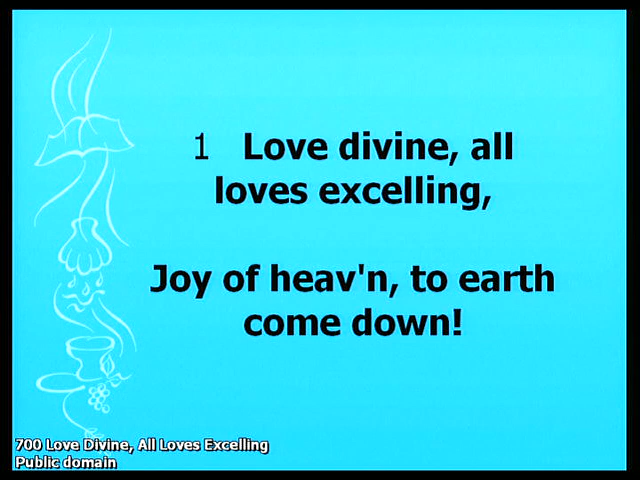 1 Love divine, all
loves excelling,
Joy of heav'n, to earth
come down!
700 Love Divine, All Loves Excelling
Public domain